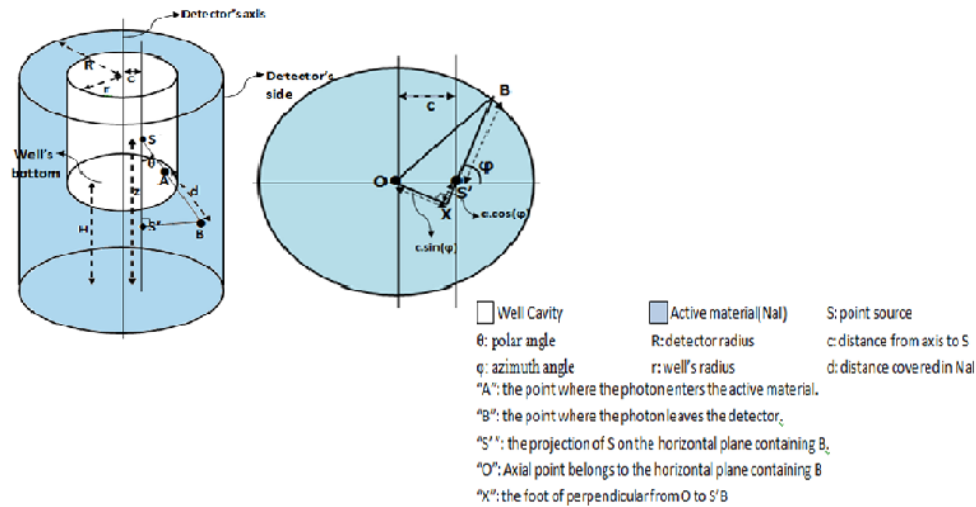 Detector's axis
R
c
r
Detector's
side
S
θ
Well's
bottom
A
z
d
H
S'
B
c
B
φ
O
S'
X
c.cos(φ)
c.sin(φ)
Well Cavity
Active material(NaI)
S: point source
θ: polar angle
R: detector radius
c: distance from axis to S
φ: azimuth angle
r: well's radius
d: distance covered in NaI
"A": the point where the photon enters the active material.
"B": the point where the photon leaves the detector.
"S' ": the projection of S on the horizontal plane containing B.
"O": Axial point belongs to the horizontal plane containing B
"X": the foot of perpendicular from O to S'B